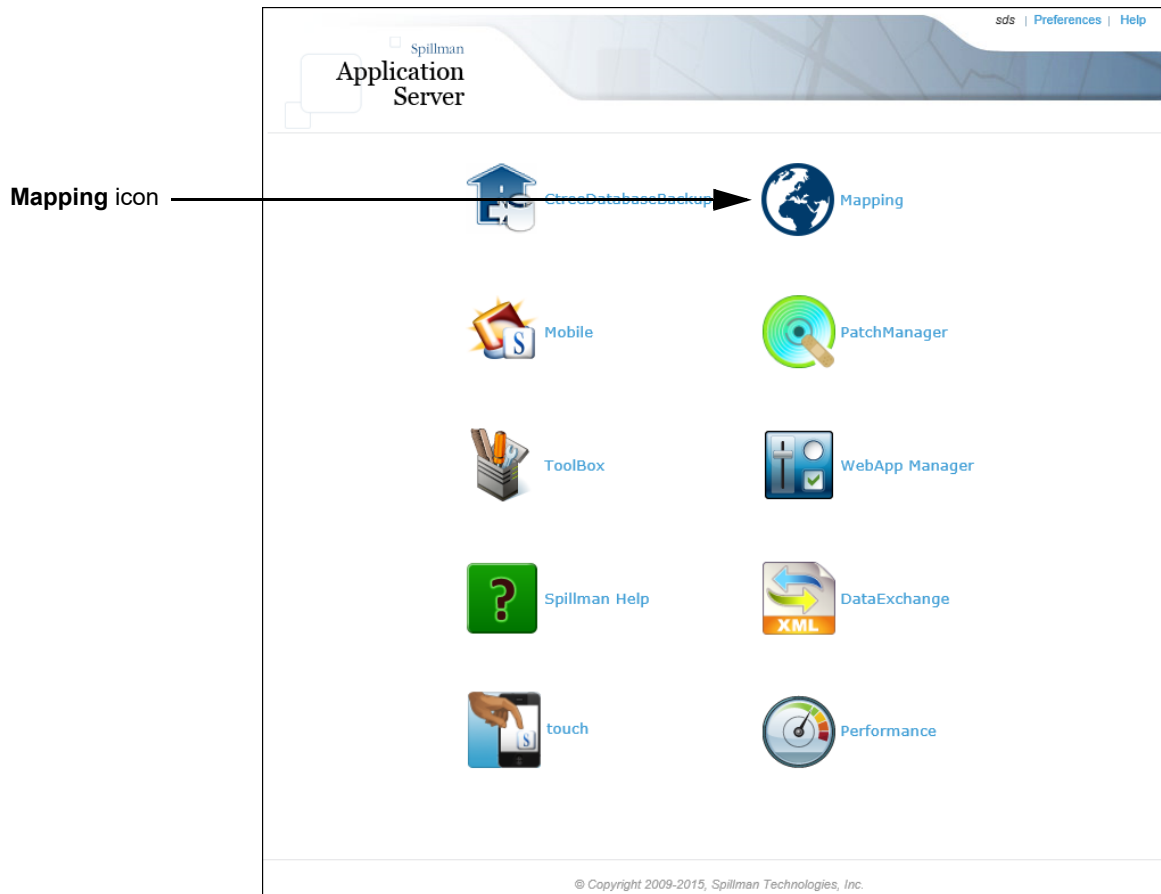 sds | Preferences | Help
Spillman
Application
Server
Mapping icon
CtreeDatabaseBackup
Mapping
Mobile
S
PatchManager
ToolBox
WebApp Manager
?
Spillman Help
XML
DataExchange
S
touch
Performance
© Copyright 2009-2015, Spillman Technologies, Inc.